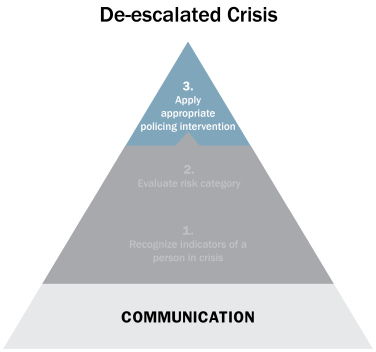 De-escalated Crisis
3.
Apply
appropriate
policing intervention
2.
Evaluate risk category
1.
Recognize indicators of a
person in crisis
COMMUNICATION